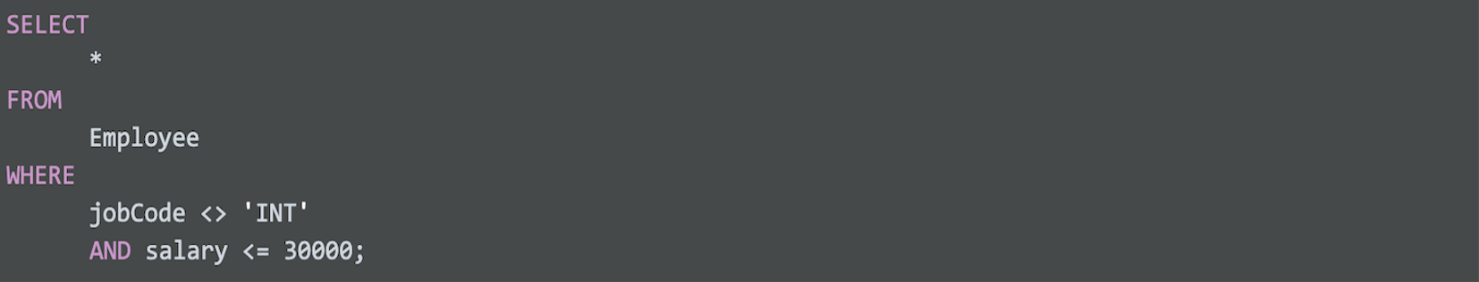 SELECT
*
FROM
Employee
WHERE
jobCode <> 'INT'
AND salary <= 30000;